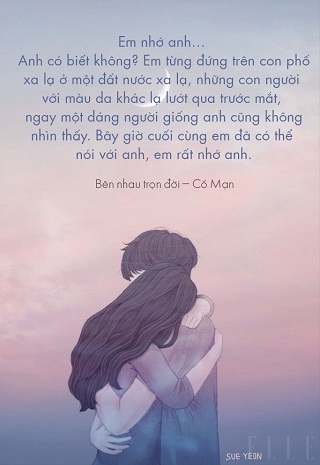 Em nhớ anh...
Anh có biết không? Em từng đứng trên con phố
xa lạ ở một đất nước xa lạ, những con người
với màu da khác lạ lướt qua trước mắt,
ngay một dáng người giống anh cũng không
nhìn thấy. Bây giờ cuối cùng em đã có thể
nói với anh, em rất nhớ anh.
Bên nhau trọn đời – Cố Mạn
SUE YEON
ELLE